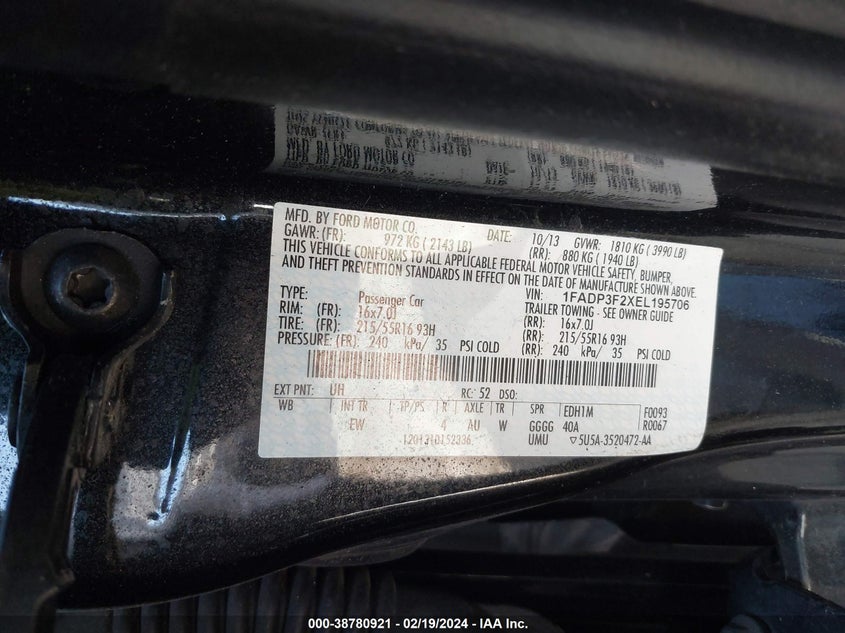 MFD. BY FORD MOTOR CO. DATE: 10/13 GVWR: 1810 KG ( 3990 LB)
GAWR: (FR): 972 KG ( 2143 LB) (RR): 880 KG ( 1940 LB)
THIS VEHICLE CONFORMS TO ALL APPLICABLE FEDERAL MOTOR VEHICLE SAFETY, BUMPER,
AND THEFT PREVENTION STANDARDS IN EFFECT ON THE DATE OF MANUFACTURE SHOWN ABOVE.
VIN: 1FADP3F2XEL195706
TYPE: Passenger Car TRAILER TOWING - SEE OWNER GUIDE
RIM: (FR): 16x7.0J (RR): 16x7.0J
TIRE: (FR): 215/55R16 93H (RR): 215/55R16 93H
PRESSURE: (FR): 240 kPa/ 35 PSI COLD (RR): 240 kPa/ 35 PSI COLD
EXT PNT: UH RC: 52 DSO:
WB INT TR TP/PS R AXLE TR SPR EDH1M F0093
EW 4 AU W GGGG 40A R0067
UMU ▽5U5A-3520472-AA
000-38780921 - 02/19/2024 - IAA Inc.